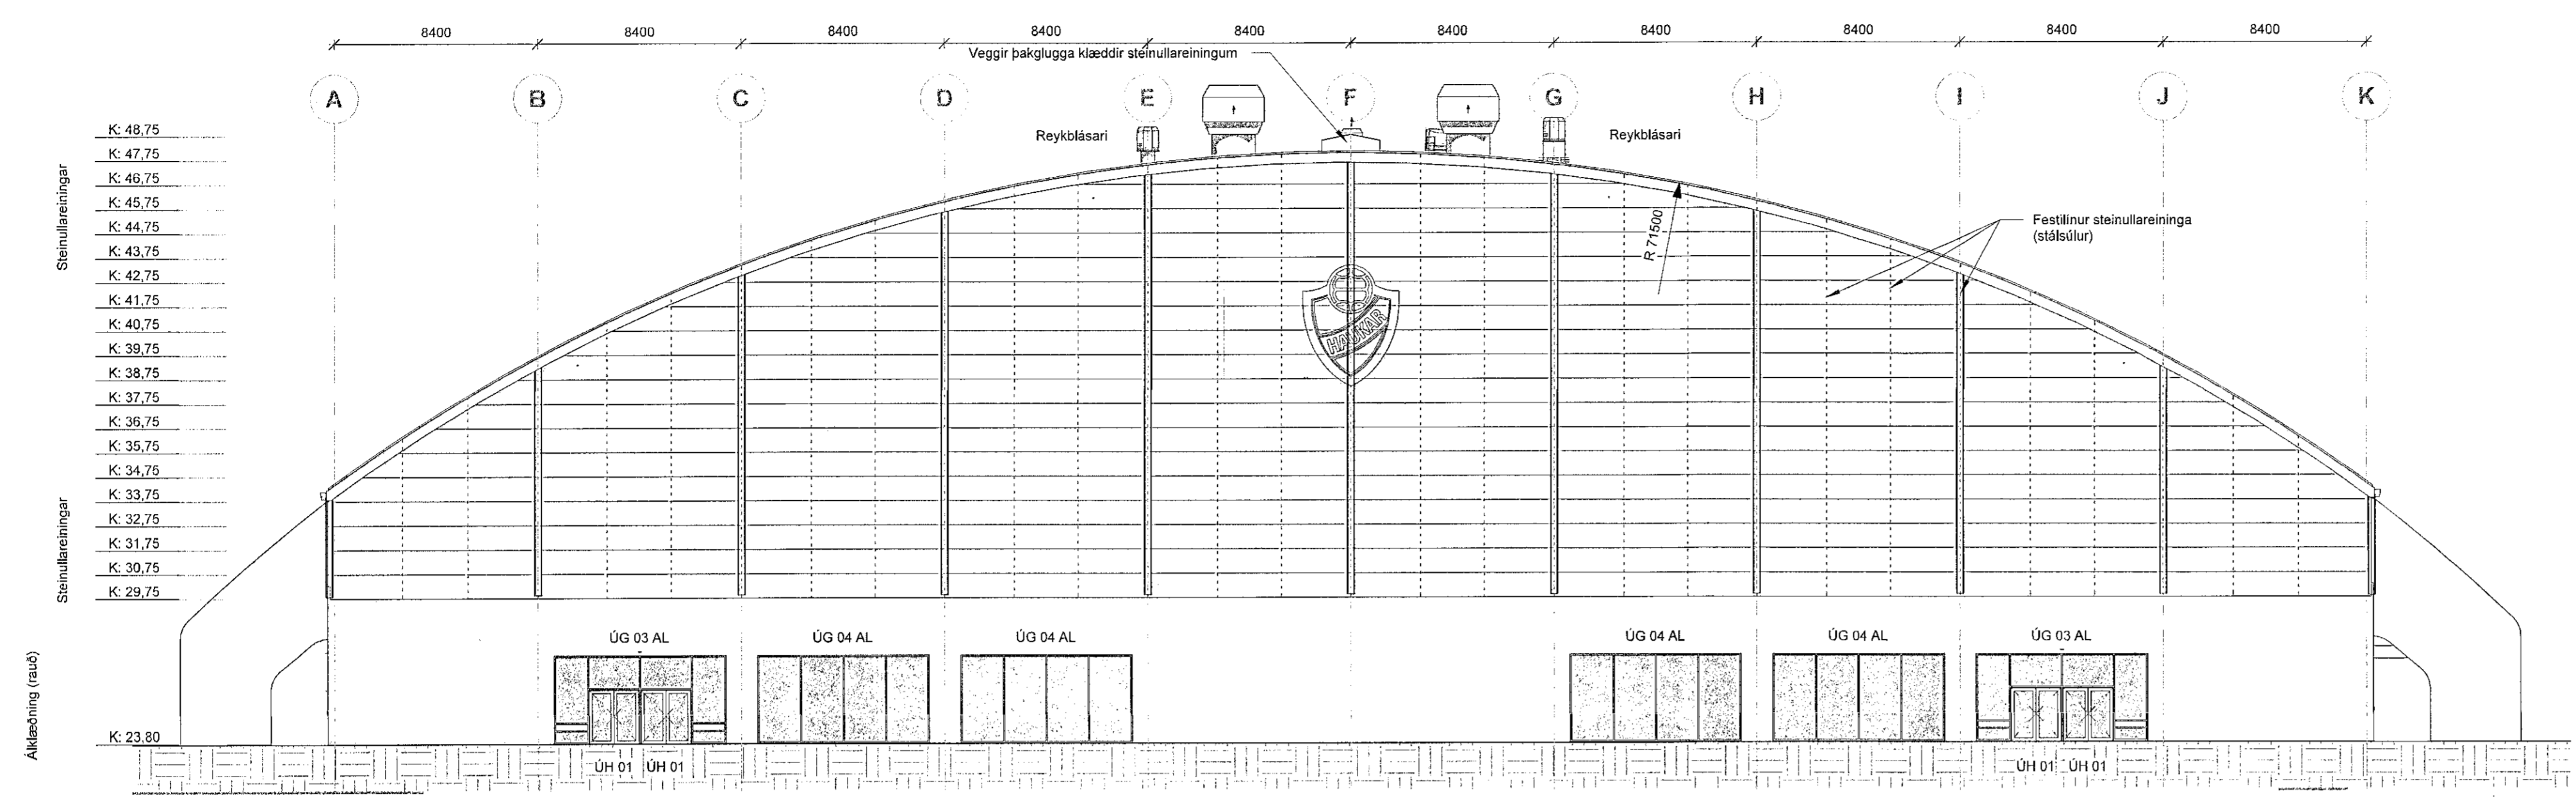 8400 8400 8400 8400 8400 8400 8400 8400 8400 8400
Veggir þakglugga klæddir steinullareiningum
A B C D E F G H I J K
Reykblásari
Reykblásari
K: 48,75
K: 47,75
K: 46,75
K: 45,75
K: 44,75
K: 43,75
K: 42,75
K: 41,75
K: 40,75
K: 39,75
K: 38,75
K: 37,75
K: 36,75
K: 35,75
K: 34,75
K: 33,75
K: 32,75
K: 31,75
K: 30,75
K: 29,75
K: 23,80
Steinullareiningar
Steinullareiningar
Álklæðning (rauð)
R 71500
Festilínur steinullareininga
(stálsúlur)
HAUKAR
ÚG 03 AL ÚG 04 AL ÚG 04 AL ÚG 04 AL ÚG 04 AL ÚG 03 AL
ÚH 01 ÚH 01 ÚH 01 ÚH 01